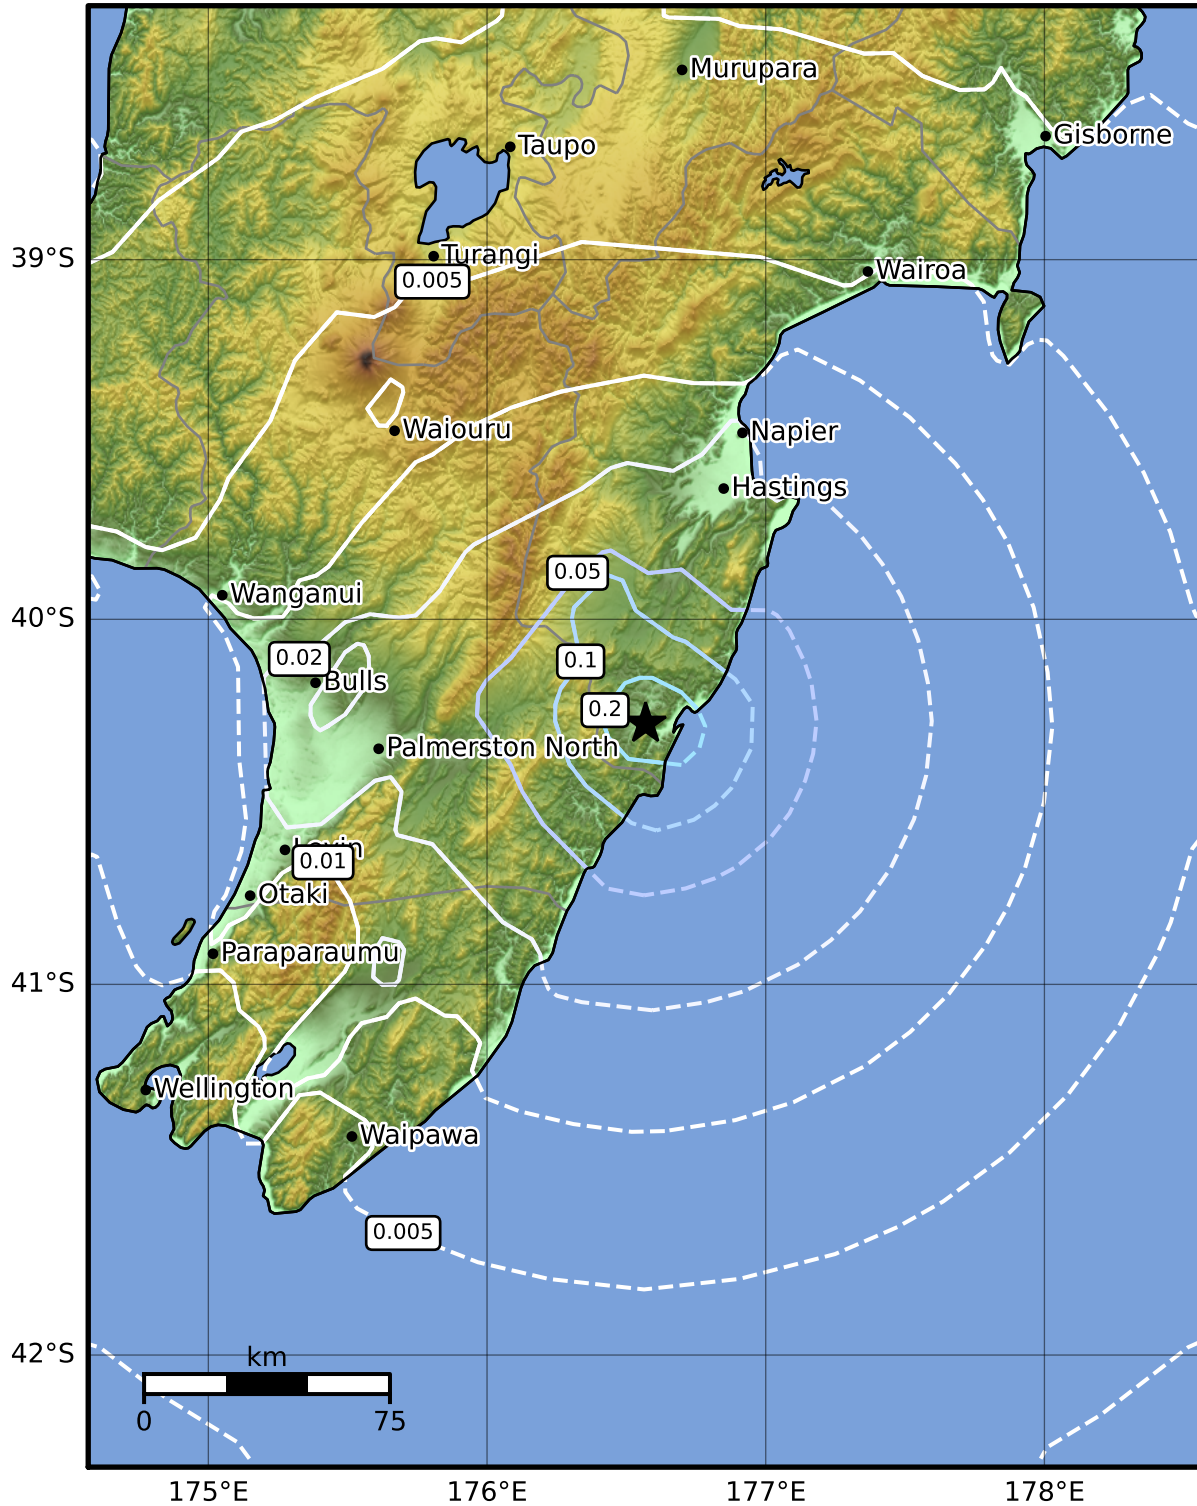 Murupara
Gisborne
Taupo
39°S
Turangi
Wairoa
0.005
Waiouru
Napier
Hastings
0.05
Wanganui
40°S
0.02
0.1
Bulls
0.2
Palmerston North
Levin
0.01
Otaki
Paraparaumu
41°S
Wellington
Waipawa
0.005
42°S
km
0 75
175°E 176°E 177°E 178°E